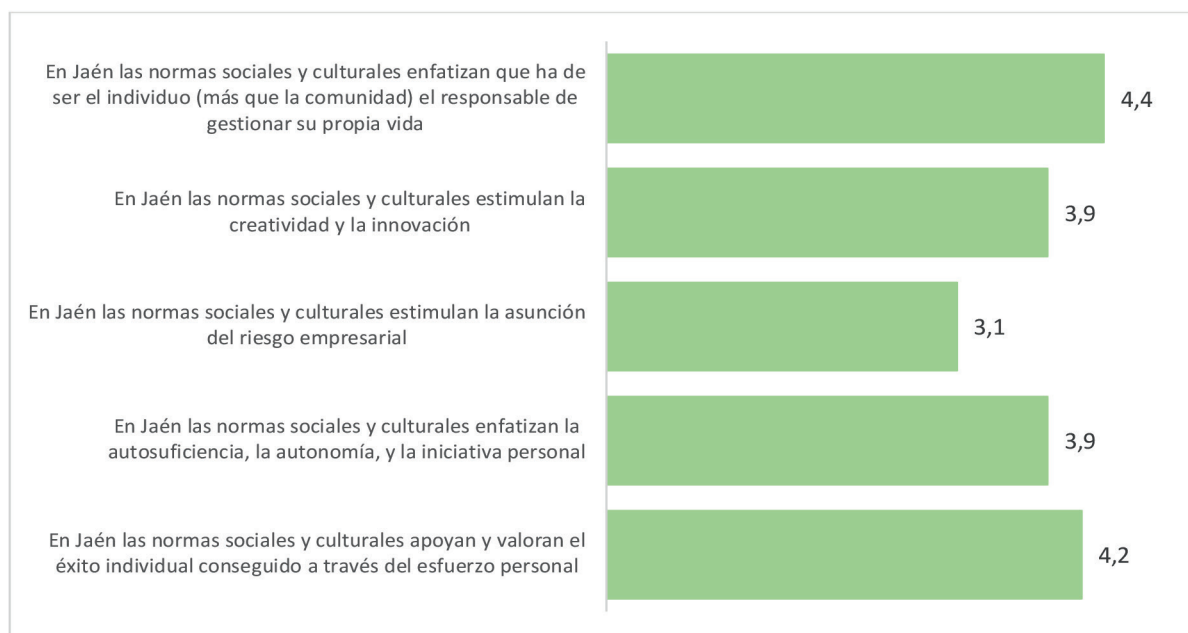 En Jaén las normas sociales y culturales enfatizan que ha de
ser el individuo (más que la comunidad) el responsable de
gestionar su propia vida
4,4
En Jaén las normas sociales y culturales estimulan la
creatividad y la innovación
3,9
En Jaén las normas sociales y culturales estimulan la asunción
del riesgo empresarial
3,1
En Jaén las normas sociales y culturales enfatizan la
autosuficiencia, la autonomía, y la iniciativa personal
3,9
En Jaén las normas sociales y culturales apoyan y valoran el
éxito individual conseguido a través del esfuerzo personal
4,2